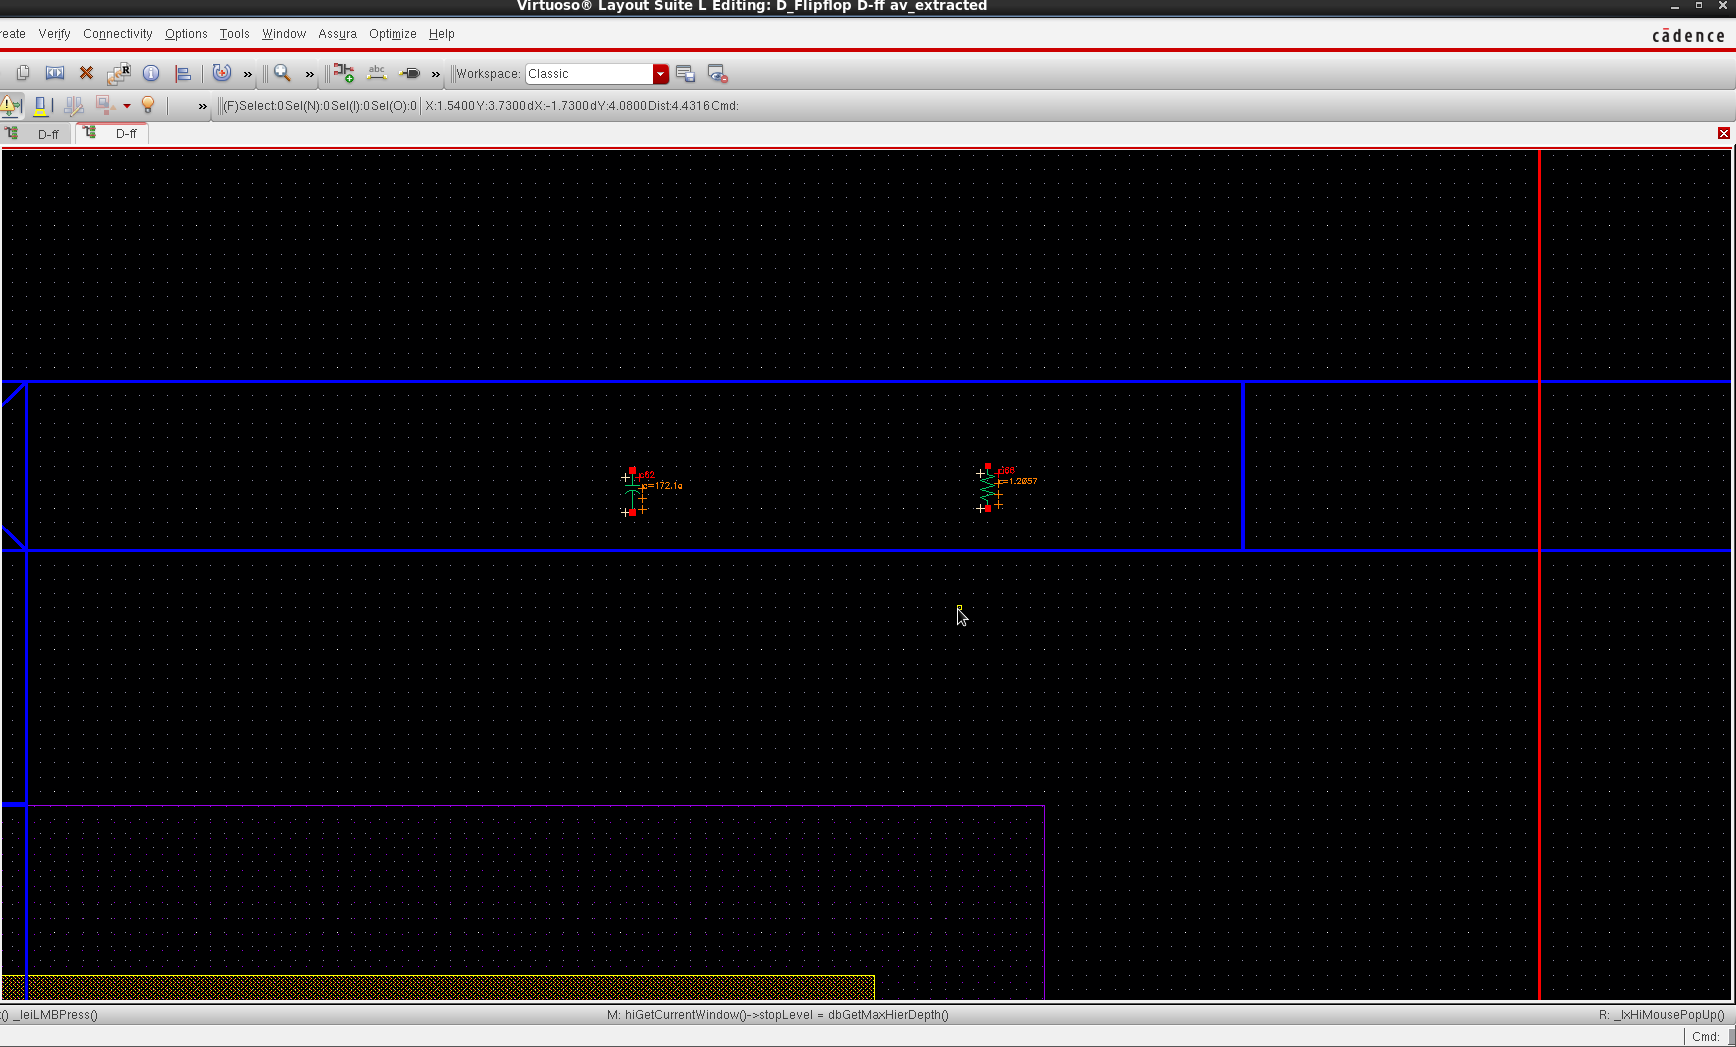 Virtuoso® Layout Suite L Editing: D_Flipflop D-ff av_extracted
reate Verify Connectivity Options Tools Window Assura Optimize Help
cādence
R abc Workspace: Classic
(F)Select:0 Sel(N):0 Sel(I):0 Sel(O):0 X:1.5400 Y:3.7300 dX:-1.7300 dY:4.0800 Dist:4.4316 Cmd:
D-ff D-ff
c=172.1a
r=1.2057
() _leiLMBPress() M: hiGetCurrentWindow()->stopLevel = dbGetMaxHierDepth() R: _lxHiMousePopUp()
Cmd: